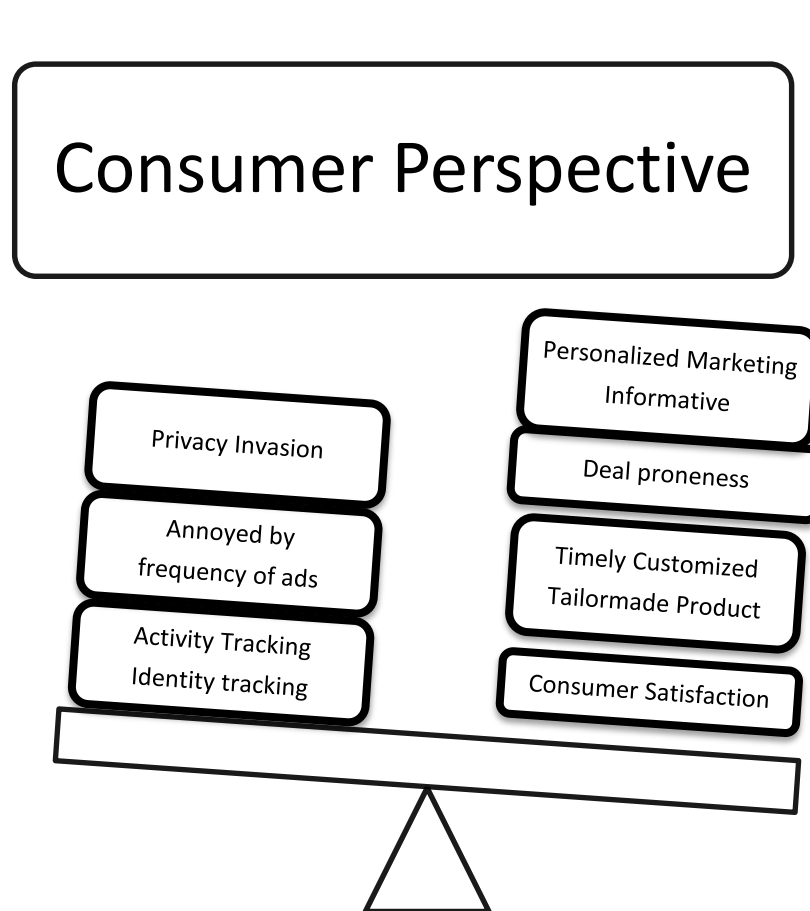 Consumer Perspective
Privacy Invasion
Annoyed by
frequency of ads
Activity Tracking
Identity tracking
Personalized Marketing
Informative
Deal proneness
Timely Customized
Tailormade Product
Consumer Satisfaction